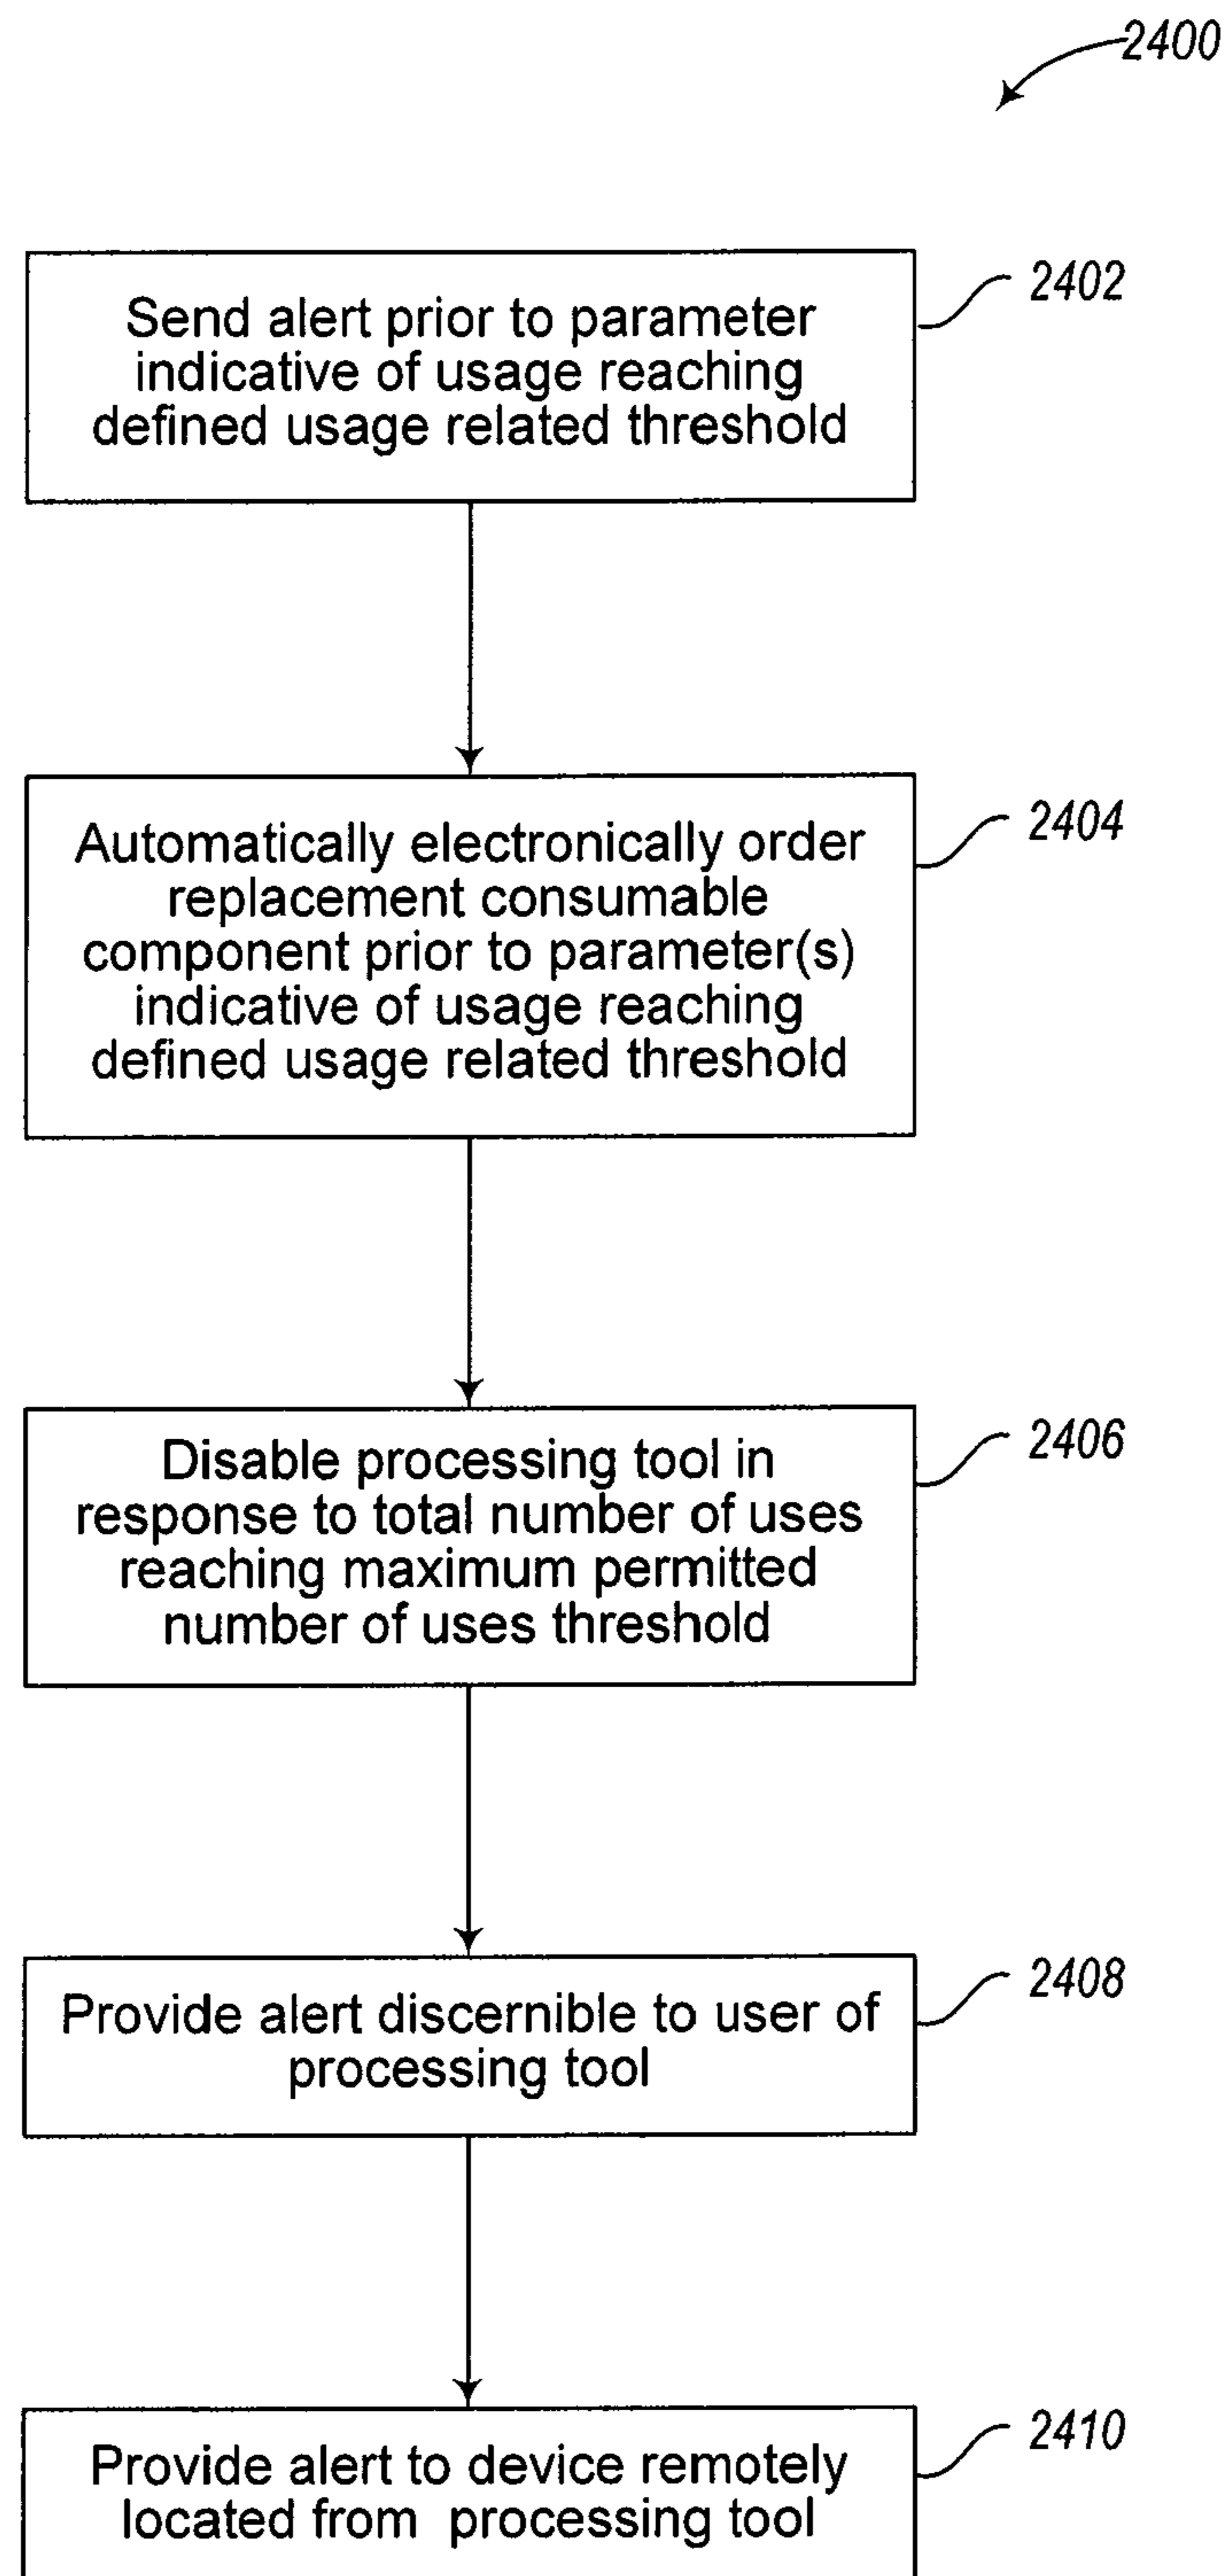 2400
Send alert prior to parameter
indicative of usage reaching
defined usage related threshold
2402
Automatically electronically order
replacement consumable
component prior to parameter(s)
indicative of usage reaching
defined usage related threshold
2404
Disable processing tool in
response to total number of uses
reaching maximum permitted
number of uses threshold
2406
Provide alert discernible to user of
processing tool
2408
Provide alert to device remotely
located from processing tool
2410